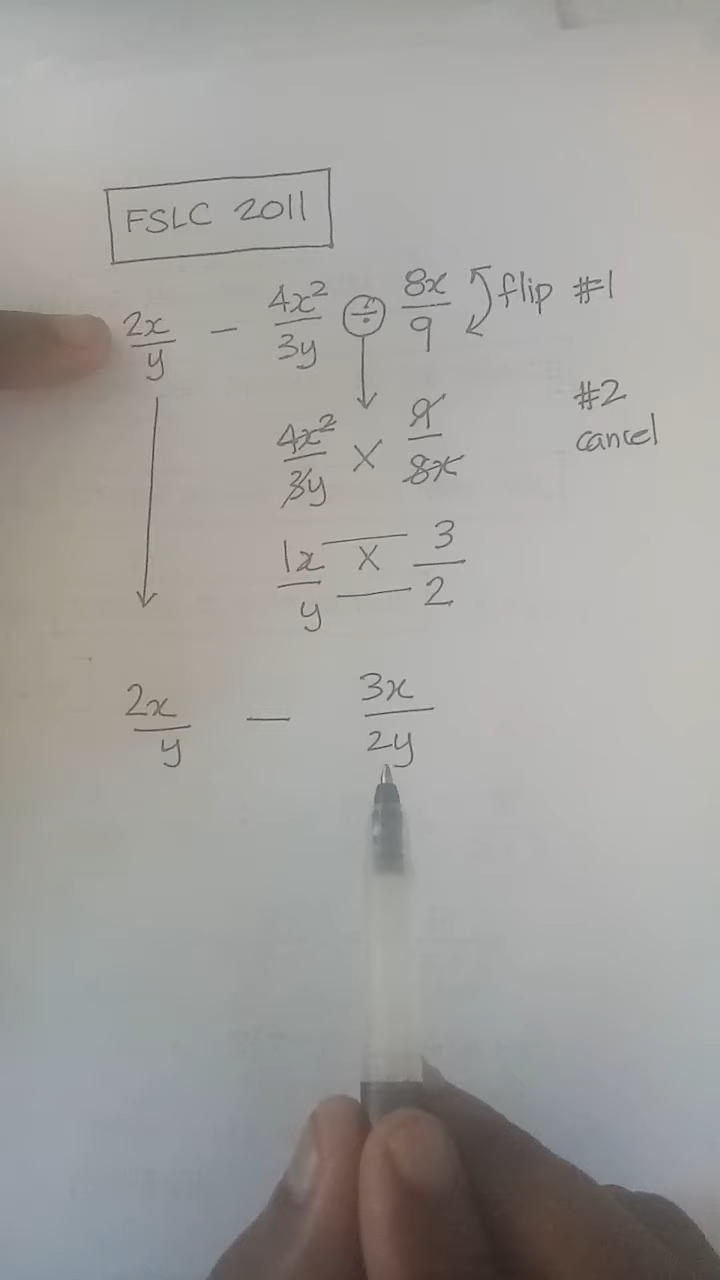 FSLC 2011
2x/y - 4x²/3y ÷ 8x/9 flip #1
#2
cancel
4x²/3y × 9/8x
1x/y × 3/2
2x/y - 3x/2y